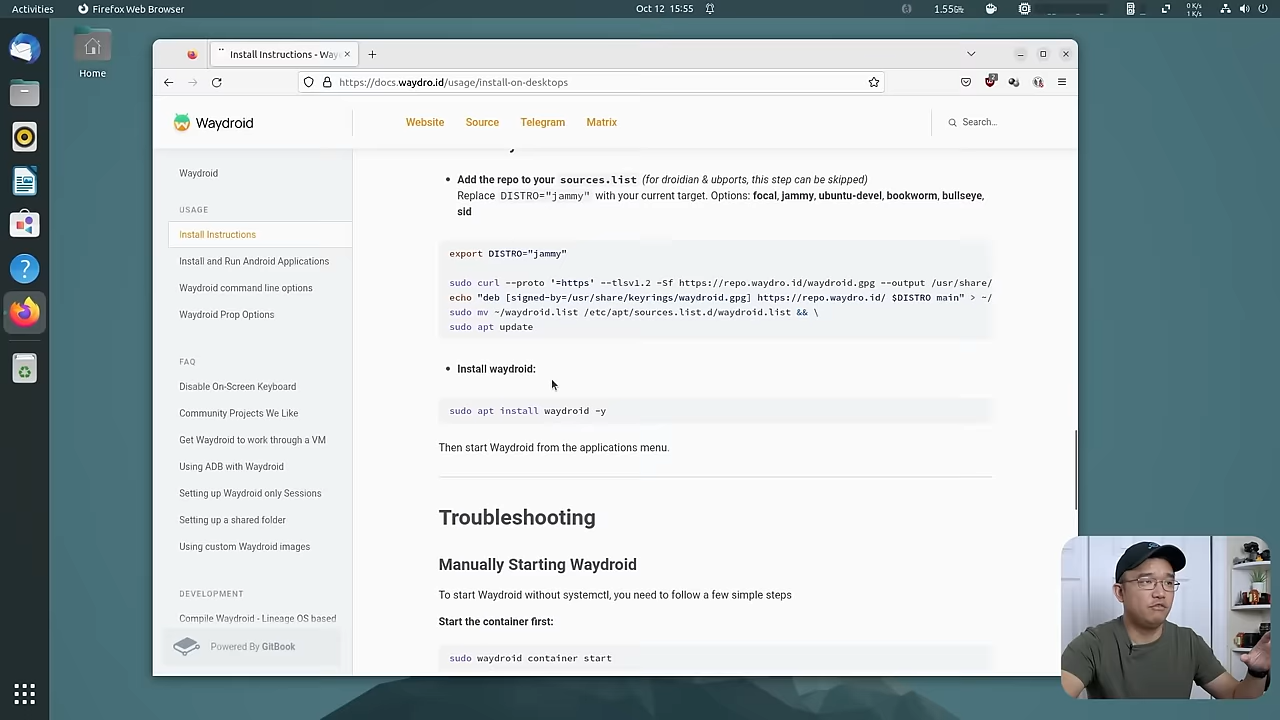 Activities
Firefox Web Browser
Oct 12 15:55
1.55
0 K/s
1 K/s
Home
Install Instructions - Way
https://docs.waydro.id/usage/install-on-desktops
Waydroid
Website
Source
Telegram
Matrix
Search...
Waydroid
USAGE
Install Instructions
Install and Run Android Applications
Waydroid command line options
Waydroid Prop Options
FAQ
Disable On-Screen Keyboard
Community Projects We Like
Get Waydroid to work through a VM
Using ADB with Waydroid
Setting up Waydroid only Sessions
Setting up a shared folder
Using custom Waydroid images
DEVELOPMENT
Compile Waydroid - Lineage OS based
Powered By GitBook
• Add the repo to your sources.list (for droidian & ubports, this step can be skipped)
Replace DISTRO="jammy" with your current target. Options: focal, jammy, ubuntu-devel, bookworm, bullseye,
sid
export DISTRO="jammy"
sudo curl --proto '=https' --tlsv1.2 -Sf https://repo.waydro.id/waydroid.gpg --output /usr/share/
echo "deb [signed-by=/usr/share/keyrings/waydroid.gpg] https://repo.waydro.id/ $DISTRO main" > ~/
sudo mv ~/waydroid.list /etc/apt/sources.list.d/waydroid.list && \
sudo apt update
• Install waydroid:
sudo apt install waydroid -y
Then start Waydroid from the applications menu.
Troubleshooting
Manually Starting Waydroid
To start Waydroid without systemctl, you need to follow a few simple steps
Start the container first:
sudo waydroid container start